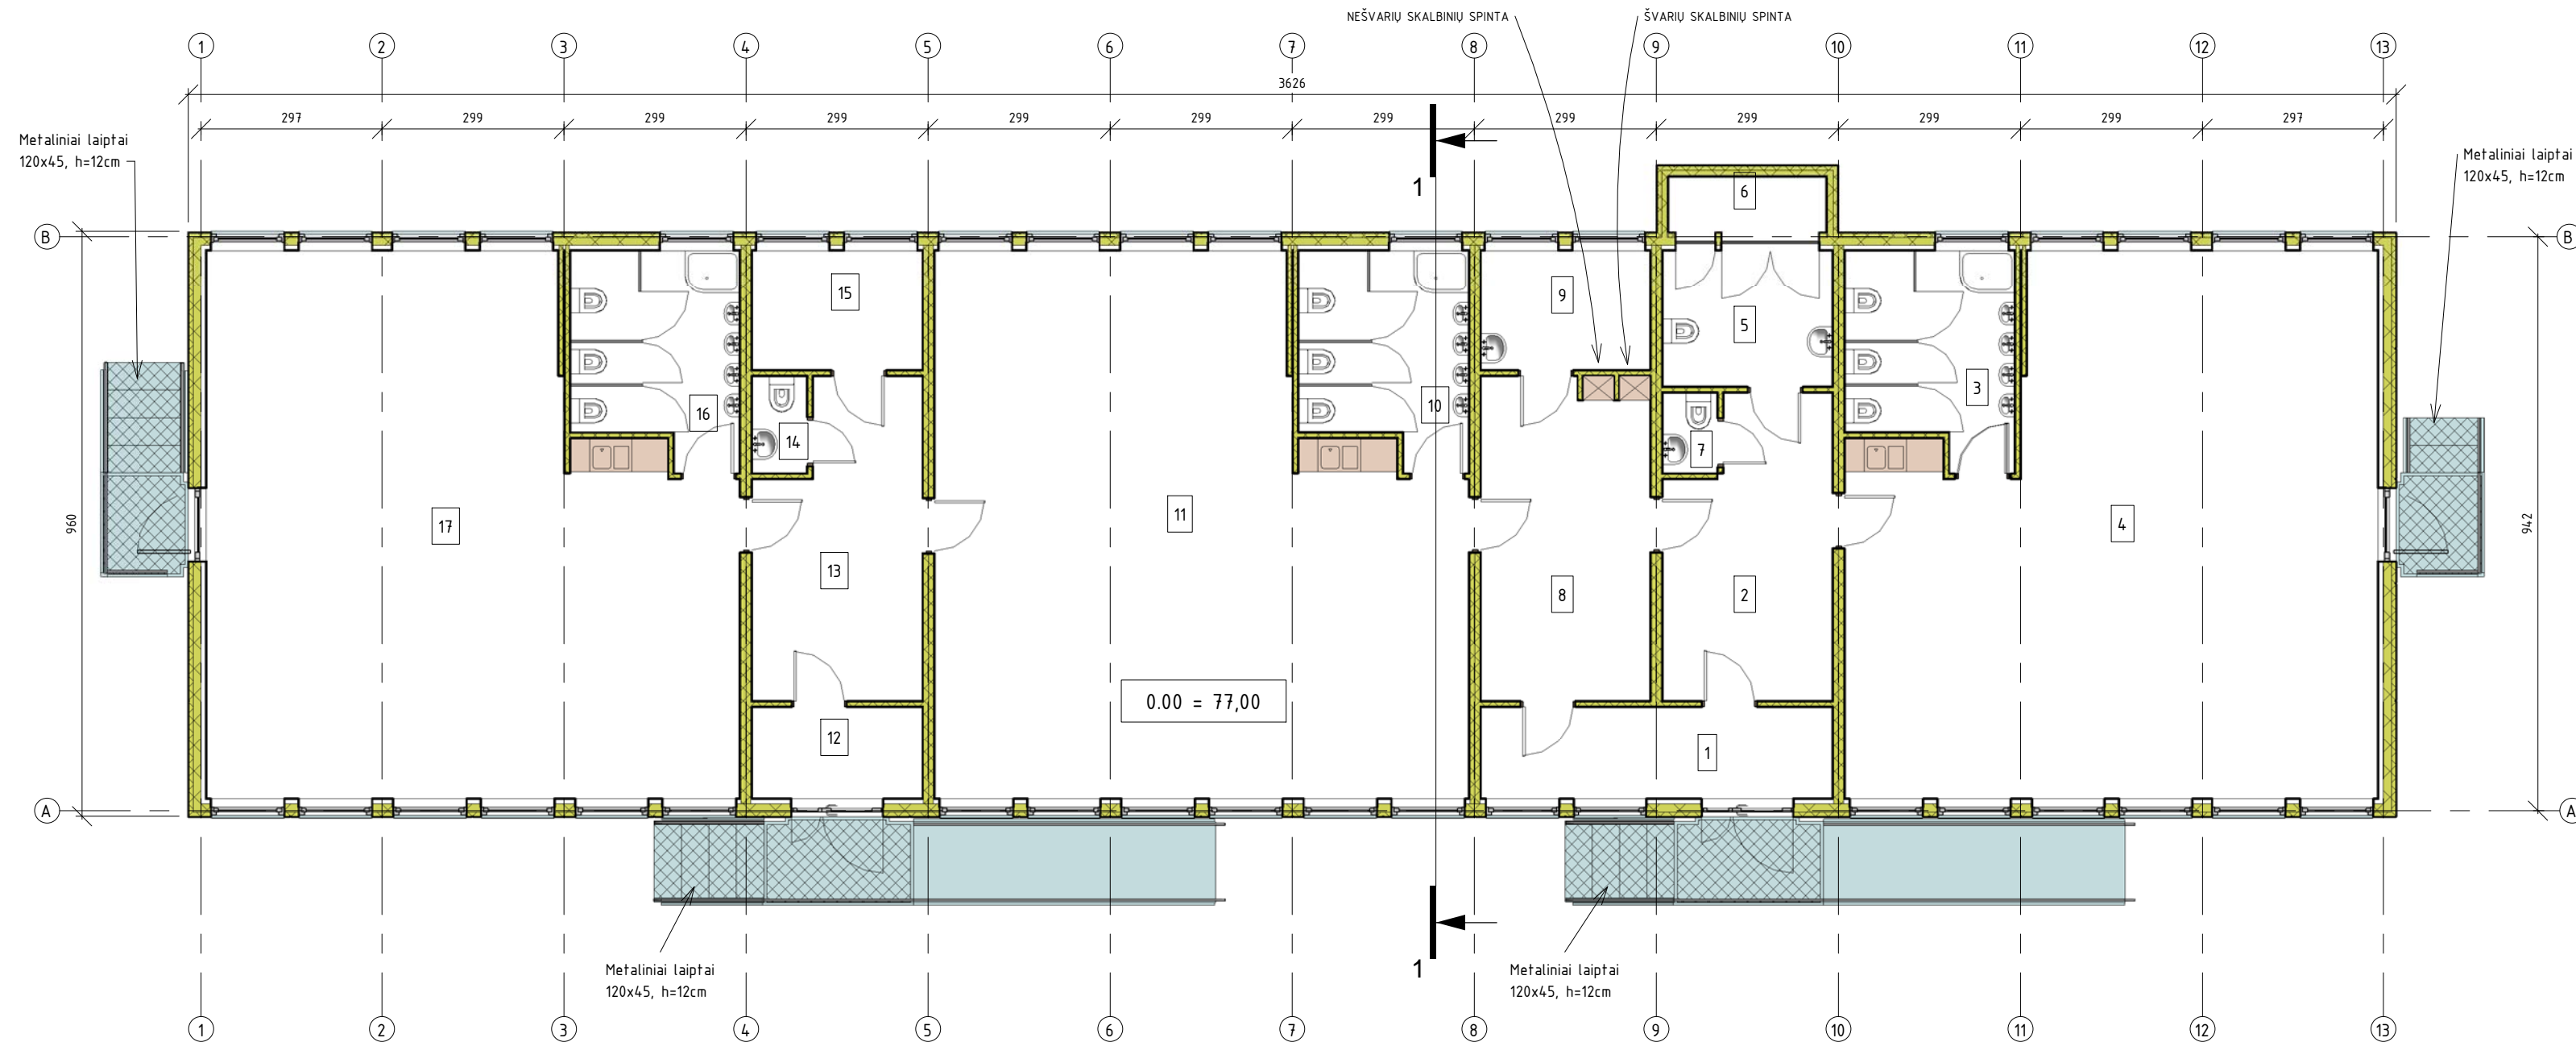 NEŠVARIŲ SKALBINIŲ SPINTA
ŠVARIŲ SKALBINIŲ SPINTA
1 2 3 4 5 6 7 8 9 10 11 12 13
3626
297 299 299 299 299 299 299 299 299 299 299 297
Metaliniai laiptai
120x45, h=12cm
Metaliniai laiptai
120x45, h=12cm
1
6
B
B
15
9
5
3
16
10
14
7
17
11
4
960
942
13
8
2
0.00 = 77,00
12
1
A
A
Metaliniai laiptai
120x45, h=12cm
1
Metaliniai laiptai
120x45, h=12cm
1 2 3 4 5 6 7 8 9 10 11 12 13